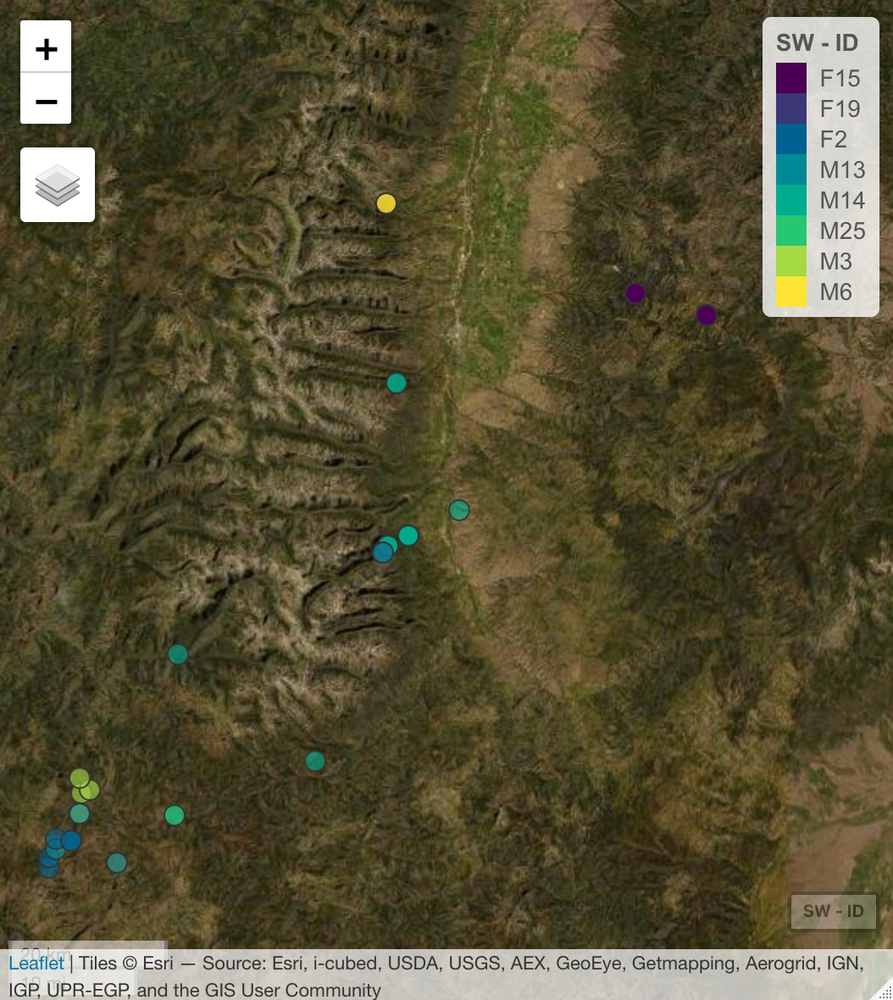 +
−
SW - ID
F15
F19
F2
M13
M14
M25
M3
M6
SW - ID
20 km
Leaflet | Tiles © Esri — Source: Esri, i-cubed, USDA, USGS, AEX, GeoEye, Getmapping, Aerogrid, IGN,
10 mi
IGP, UPR-EGP, and the GIS User Community